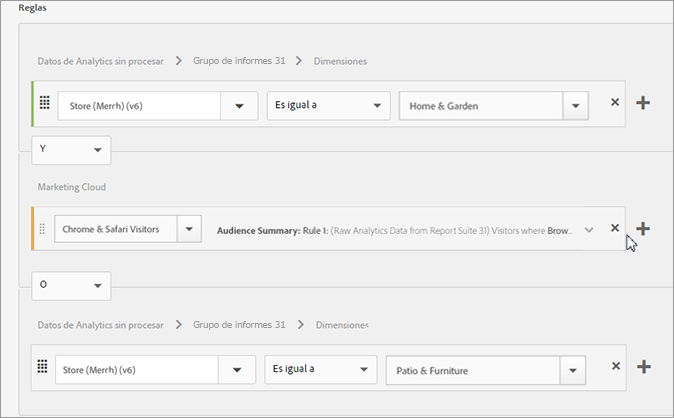 Reglas
Datos de Analytics sin procesar > Grupo de informes 31 > Dimensiones
Store (Merch) (v6) Es igual a Home & Garden
Y
Marketing Cloud
Chrome & Safari Visitors Audience Summary: Rule 1: (Raw Analytics Data from Report Suite 31) Visitors where Brow...
O
Datos de Analytics sin procesar > Grupo de informes 31 > Dimensiones
Store (Merch) (v6) Es igual a Patio & Furniture